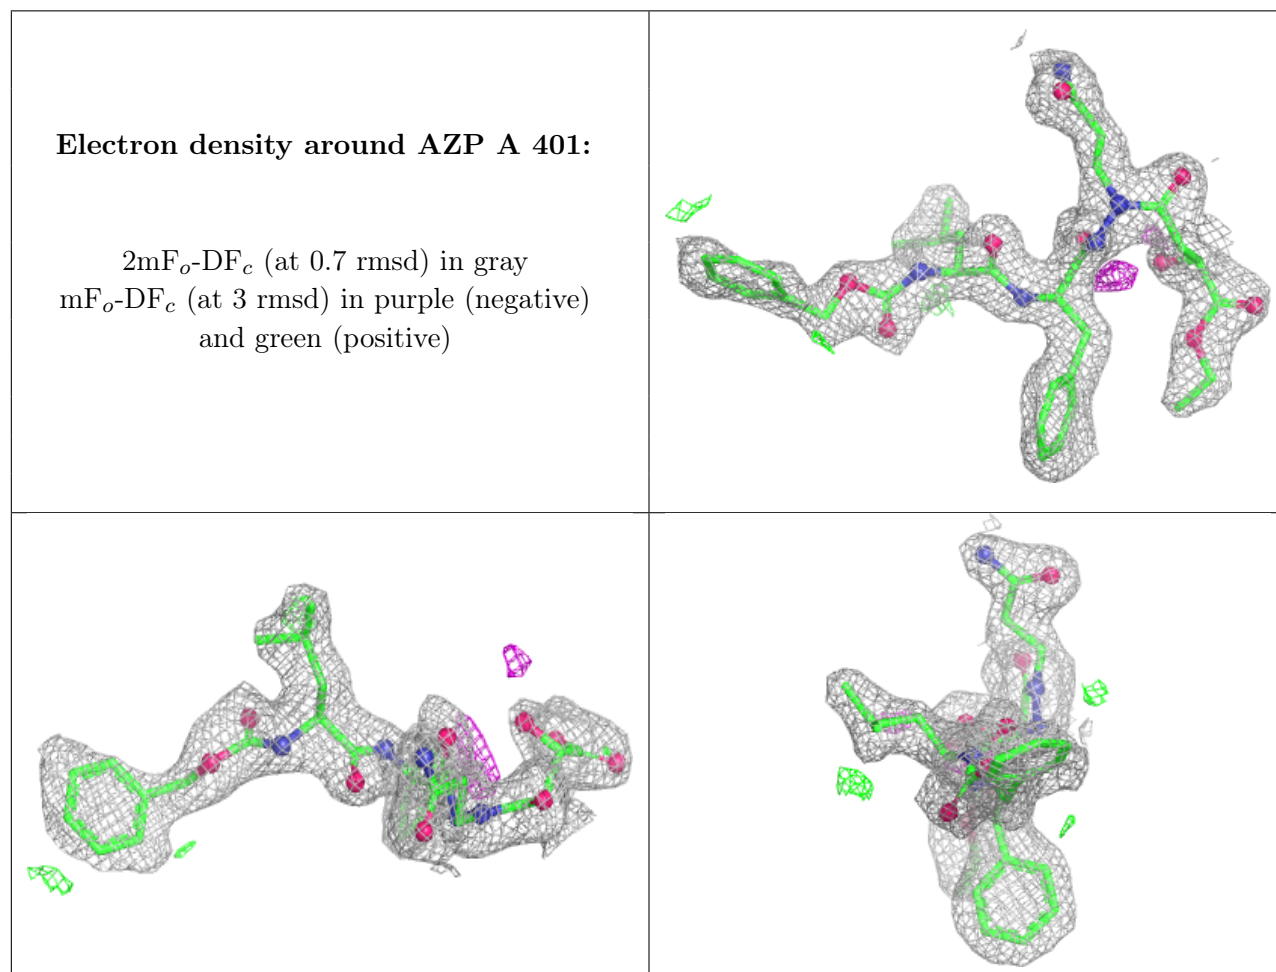 Electron density around AZP A 401:
2mFo-DFc (at 0.7 rmsd) in gray
mFo-DFc (at 3 rmsd) in purple (negative)
and green (positive)